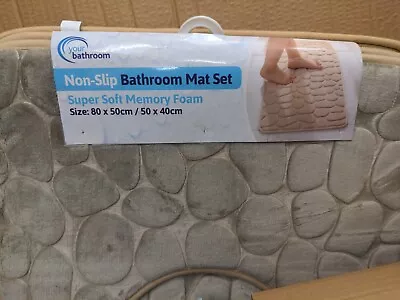 your
bathroom
Non-Slip Bathroom Mat Set
Super Soft Memory Foam
Size: 80 x 50cm / 50 x 40cm